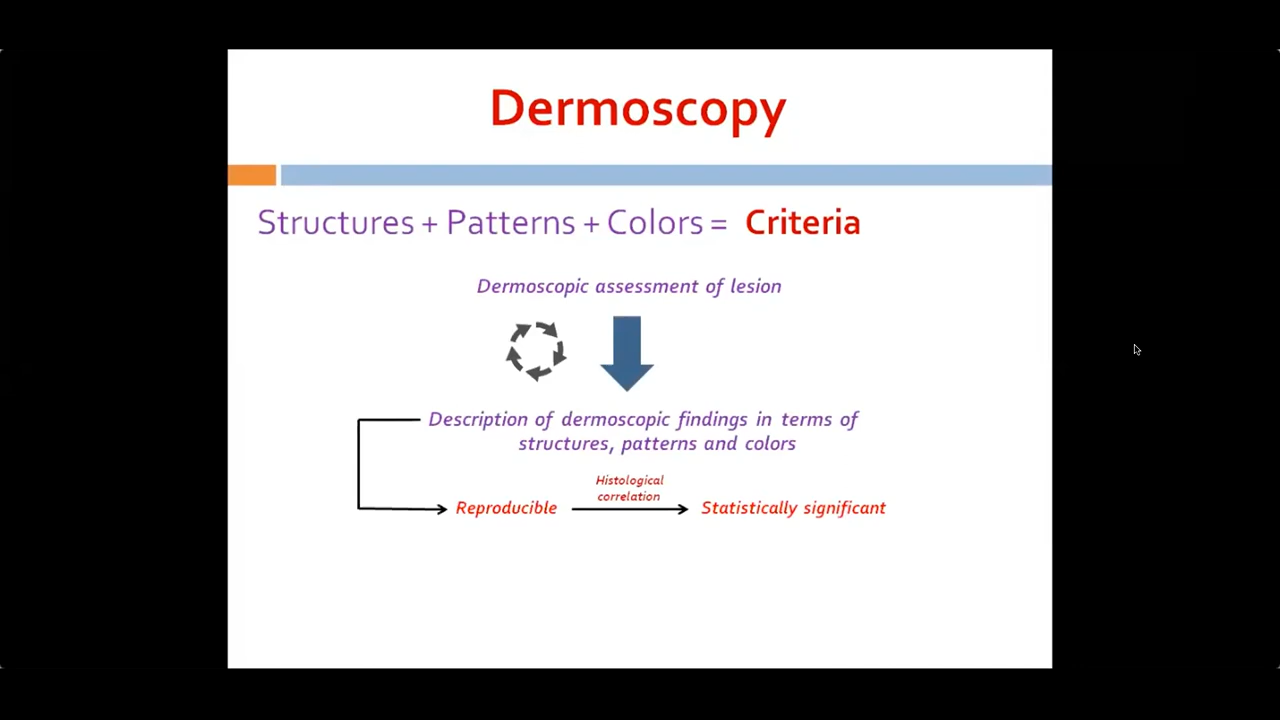 Dermoscopy
Structures + Patterns + Colors = Criteria
Dermoscopic assessment of lesion
Description of dermoscopic findings in terms of
structures, patterns and colors
Histological
correlation
Reproducible
Statistically significant